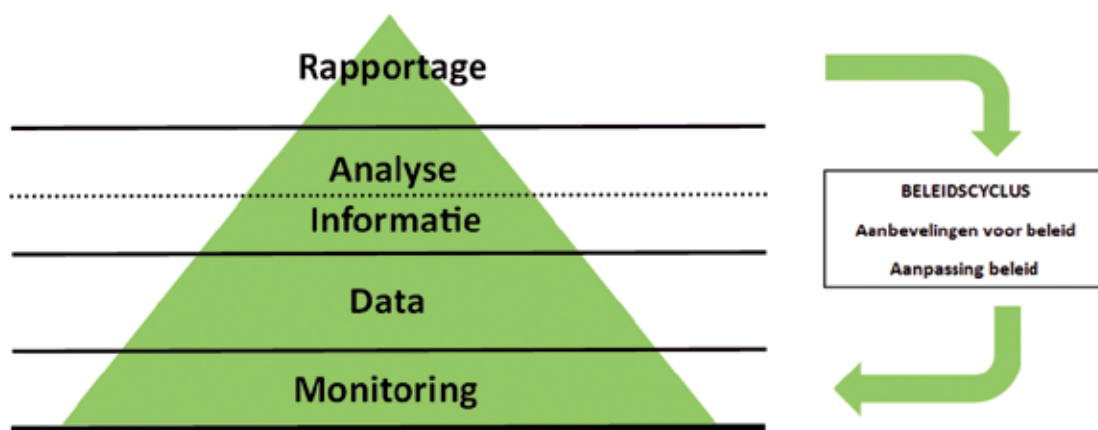 Rapportage
Analyse
Informatie
Data
Monitoring
BELEIDSCYCLUS
Aanbevelingen voor beleid
Aanpassing beleid